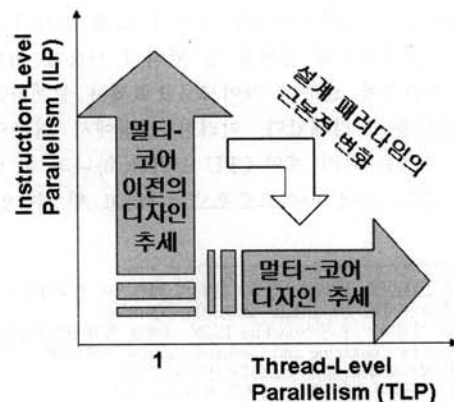 Instruction-Level
Parallelism (ILP)
멀티-
코어
이전의
디자인
추세
설계 패러다임의
근본적 변화
멀티-코어
디자인 추세
1
Thread-Level
Parallelism (TLP)